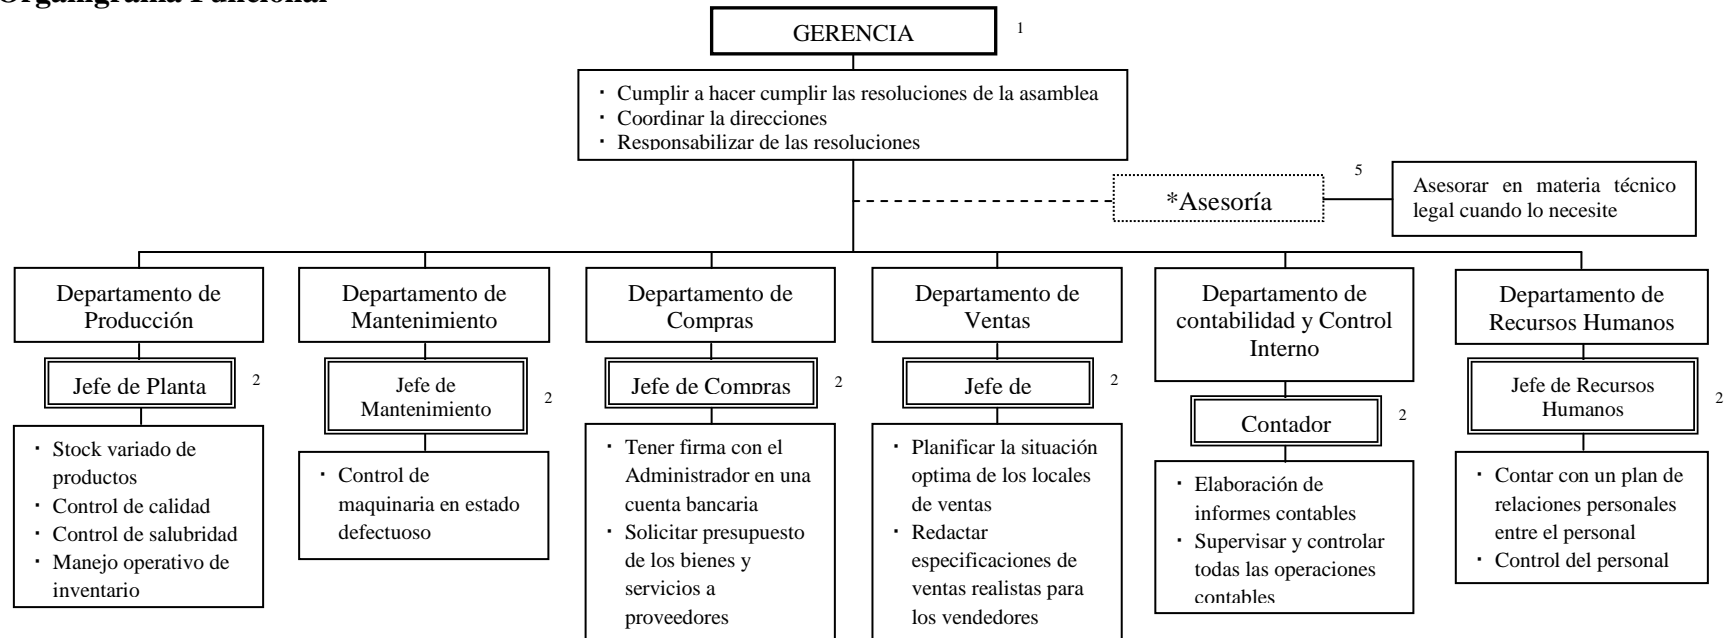 Organigrama Funcional
GERENCIA
1
· Cumplir a hacer cumplir las resoluciones de la asamblea
· Coordinar la direcciones
· Responsabilizar de las resoluciones
*Asesoría
5
Asesorar en materia técnico
legal cuando lo necesite
Departamento de
Producción
Jefe de Planta
2
· Stock variado de
productos
· Control de calidad
· Control de salubridad
· Manejo operativo de
inventario
Departamento de
Mantenimiento
Jefe de
Mantenimiento
2
· Control de
maquinaria en estado
defectuoso
Departamento de
Compras
Jefe de Compras
2
· Tener firma con el
Administrador en una
cuenta bancaria
· Solicitar presupuesto
de los bienes y
servicios a
proveedores
Departamento de
Ventas
Jefe de
2
· Planificar la situación
optima de los locales
de ventas
· Redactar
especificaciones de
ventas realistas para
los vendedores
Departamento de
contabilidad y Control
Interno
Contador
2
· Elaboración de
informes contables
· Supervisar y controlar
todas las operaciones
contables
Departamento de
Recursos Humanos
Jefe de Recursos
Humanos
2
· Contar con un plan de
relaciones personales
entre el personal
· Control del personal